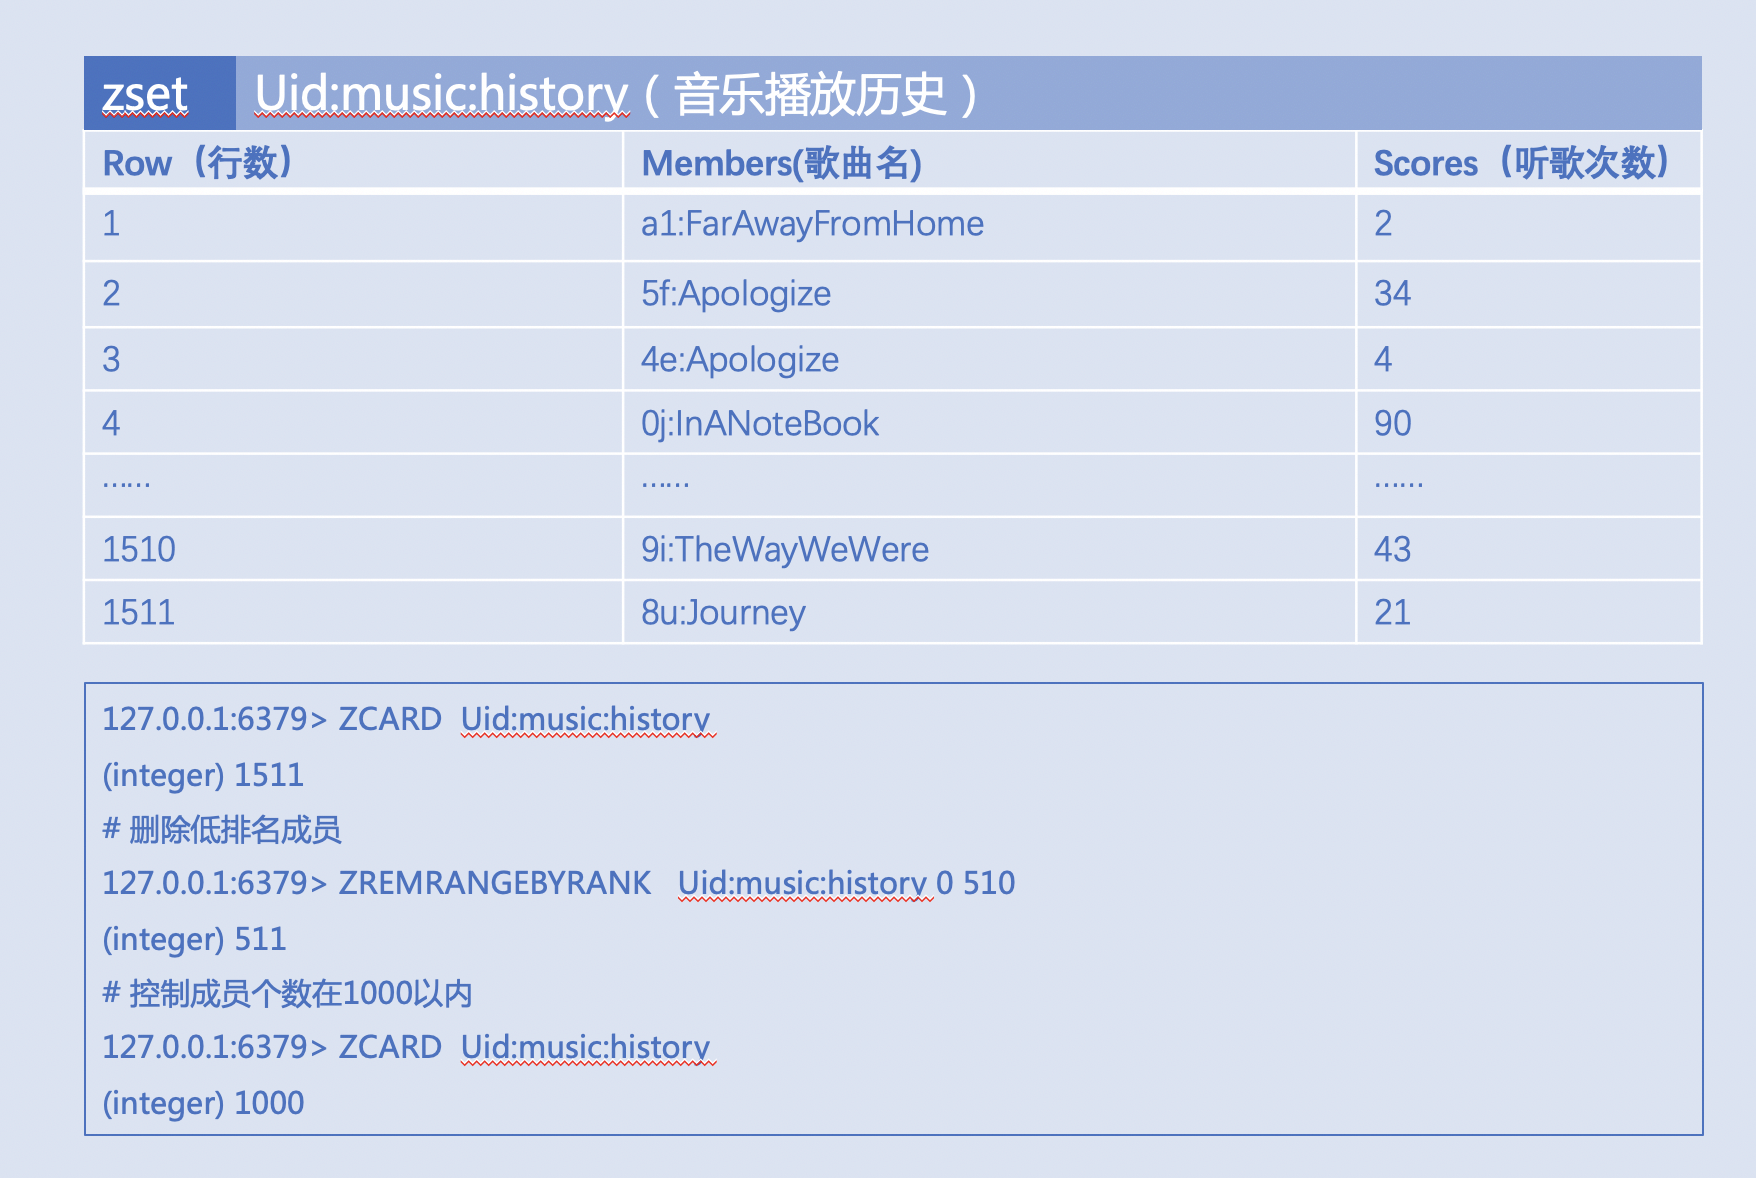 zset Uid:music:history（音乐播放历史）
Row（行数） Members(歌曲名) Scores（听歌次数）
1 a1:FarAwayFromHome 2
2 5f:Apologize 34
3 4e:Apologize 4
4 0j:InANoteBook 90
…… …… ……
1510 9i:TheWayWeWere 43
1511 8u:Journey 21
127.0.0.1:6379> ZCARD  Uid:music:history
(integer) 1511
# 删除低排名成员
127.0.0.1:6379> ZREMRANGEBYRANK   Uid:music:history 0 510
(integer) 511
# 控制成员个数在1000以内
127.0.0.1:6379> ZCARD  Uid:music:history
(integer) 1000